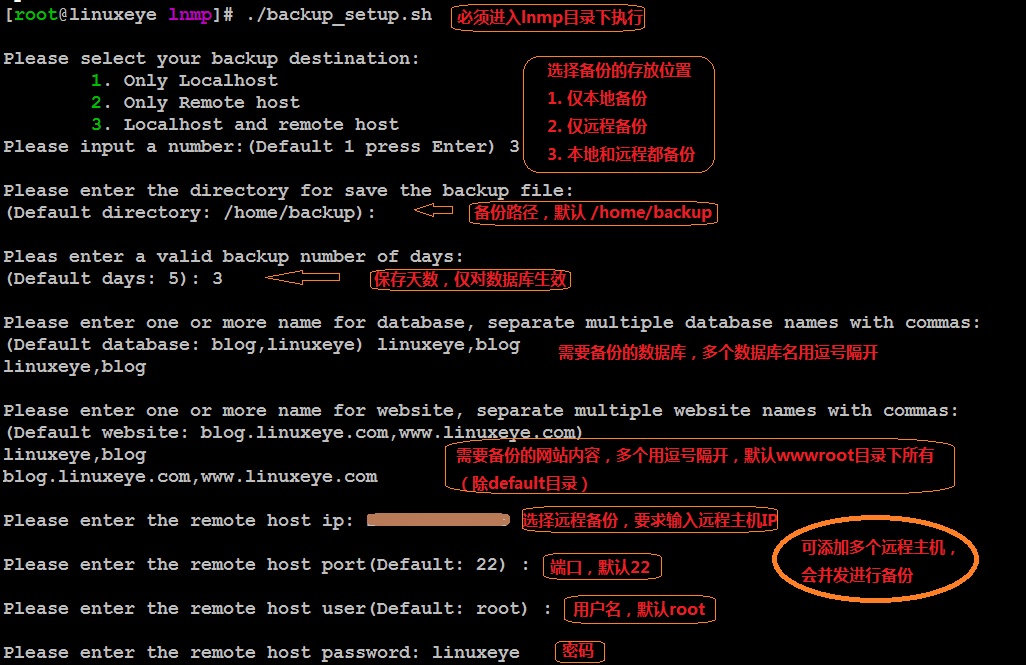 [root@linuxeye lnmp]# ./backup_setup.sh 必须进入lnmp目录下执行
Please select your backup destination:
1. Only Localhost
2. Only Remote host
3. Localhost and remote host
选择备份的存放位置
1. 仅本地备份
2. 仅远程备份
3. 本地和远程都备份
Please input a number:(Default 1 press Enter) 3
Please enter the directory for save the backup file:
(Default directory: /home/backup): 备份路径，默认 /home/backup
Pleas enter a valid backup number of days:
(Default days: 5): 3 保存天数，仅对数据库生效
Please enter one or more name for database, separate multiple database names with commas:
(Default database: blog,linuxeye) linuxeye,blog
需要备份的数据库，多个数据库名用逗号隔开
linuxeye,blog
Please enter one or more name for website, separate multiple website names with commas:
(Default website: blog.linuxeye.com,www.linuxeye.com)
linuxeye,blog
blog.linuxeye.com,www.linuxeye.com
需要备份的网站内容，多个用逗号隔开，默认wwwroot目录下所有
（除default目录）
Please enter the remote host ip: 选择远程备份，要求输入远程主机IP
可添加多个远程主机，
会并发进行备份
Please enter the remote host port(Default: 22) : 端口，默认22
Please enter the remote host user(Default: root) : 用户名，默认root
Please enter the remote host password: linuxeye 密码